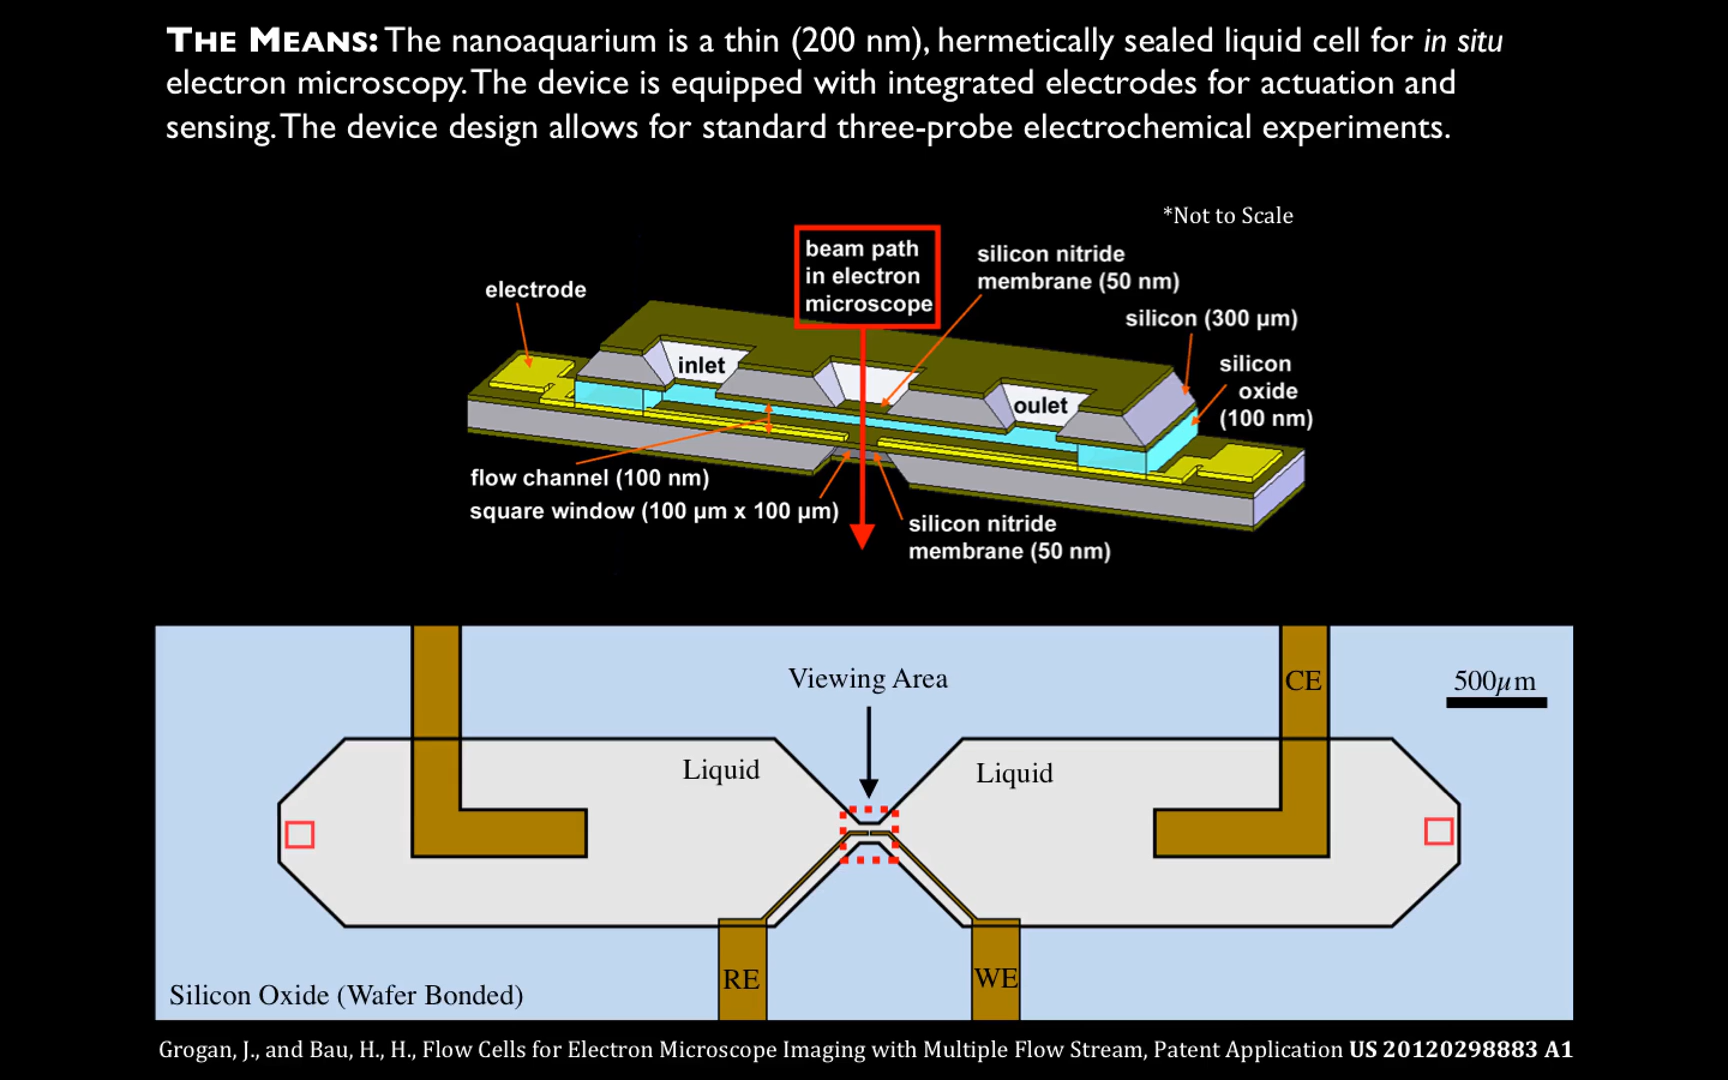 THE MEANS: The nanoaquarium is a thin (200 nm), hermetically sealed liquid cell for in situ
electron microscopy. The device is equipped with integrated electrodes for actuation and
sensing. The device design allows for standard three-probe electrochemical experiments.
*Not to Scale
beam path
in electron
microscope
silicon nitride
membrane (50 nm)
electrode
silicon (300 µm)
silicon
oxide
(100 nm)
inlet
oulet
flow channel (100 nm)
square window (100 µm x 100 µm)
silicon nitride
membrane (50 nm)
Viewing Area
CE
500µm
Liquid
Liquid
RE
WE
Silicon Oxide (Wafer Bonded)
Grogan, J., and Bau, H., H., Flow Cells for Electron Microscope Imaging with Multiple Flow Stream, Patent Application US 20120298883 A1